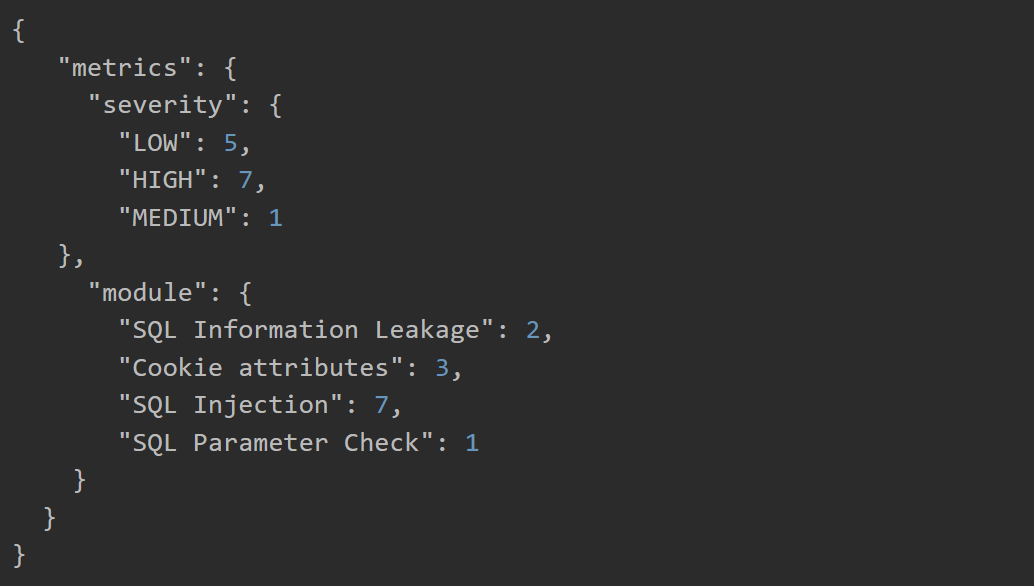 {
   "metrics": {
     "severity": {
       "LOW": 5,
       "HIGH": 7,
       "MEDIUM": 1
   },
     "module": {
       "SQL Information Leakage": 2,
       "Cookie attributes": 3,
       "SQL Injection": 7,
       "SQL Parameter Check": 1
    }
  }
}